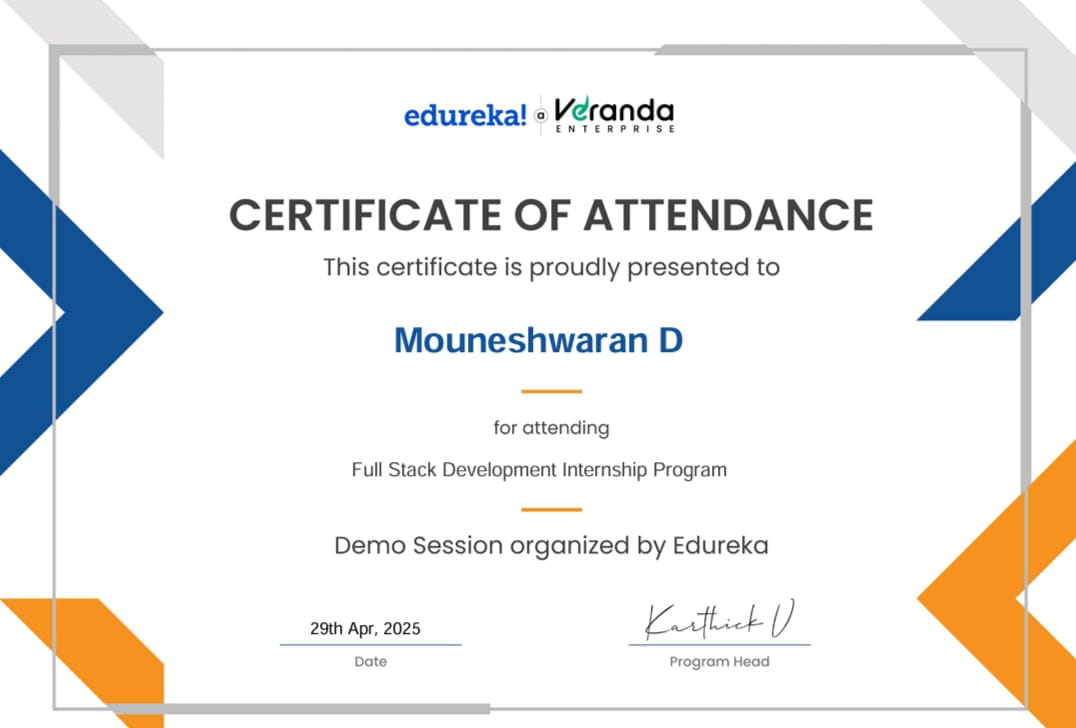 edureka! a Veranda
ENTERPRISE
CERTIFICATE OF ATTENDANCE
This certificate is proudly presented to
Mouneshwaran D
for attending
Full Stack Development Internship Program
Demo Session organized by Edureka
29th Apr, 2025 Karthick V
Date Program Head